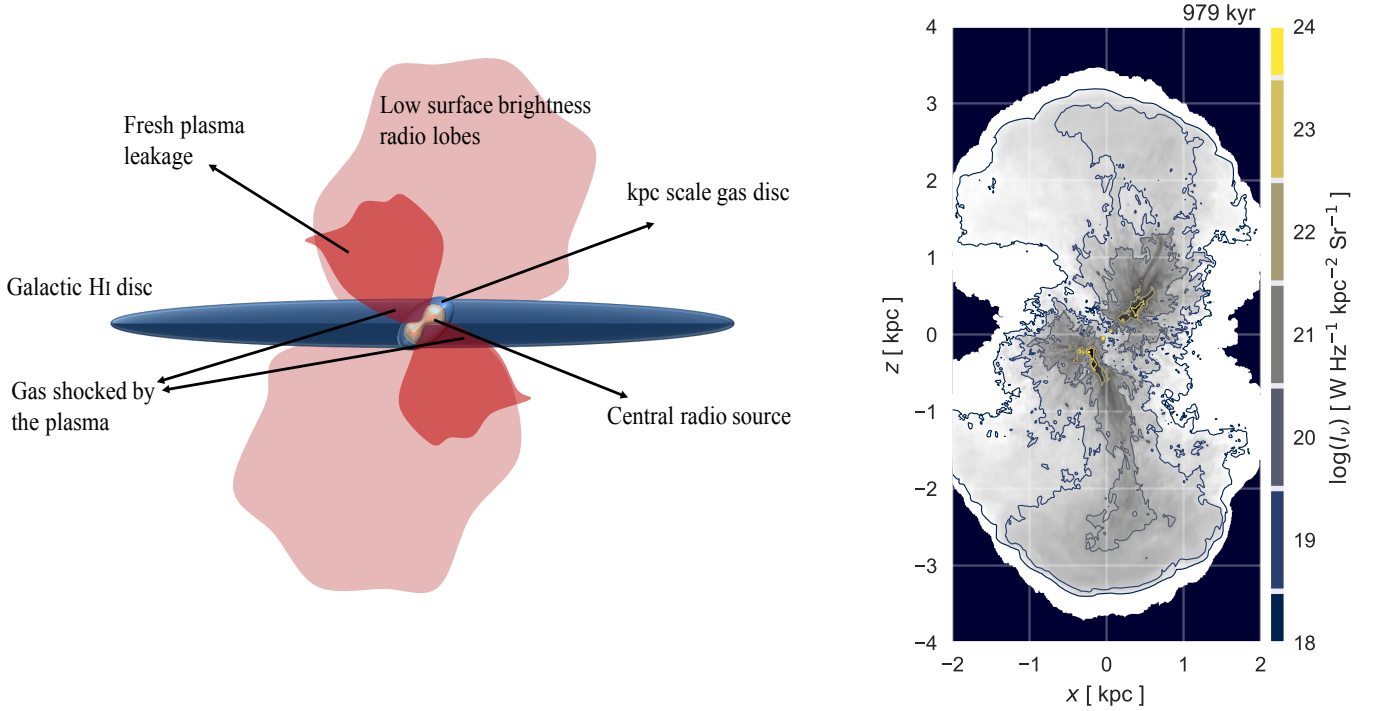 Low surface brightness
radio lobes
Fresh plasma
leakage
kpc scale gas disc
Galactic HI disc
Gas shocked by
the plasma
Central radio source
979 kyr
4
3
2
1
0
−1
−2
−3
−4
z [ kpc ]
−2
−1
0
1
2
x [ kpc ]
24
23
22
21
20
19
18
log(Iν) [ W Hz−1 kpc−2 Sr−1 ]